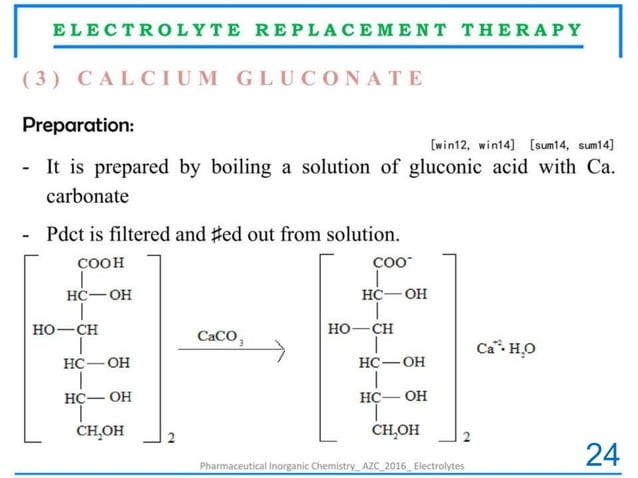 ELECTROLYTE REPLACEMENT THERAPY
(3) CALCIUM GLUCONATE
Preparation:
[win12, win14] [sum14, sum14]
- It is prepared by boiling a solution of gluconic acid with Ca.
carbonate
- Pdct is filtered and #ed out from solution.
COOH
HC—OH
HO—CH
HC—OH
HC—OH
CH₂OH
2
CaCO₃
COO⁻
HC—OH
HO—CH
HC—OH
HC—OH
CH₂OH
2
Ca⁺². H₂O
Pharmaceutical Inorganic Chemistry_ AZC_2016_ Electrolytes
24